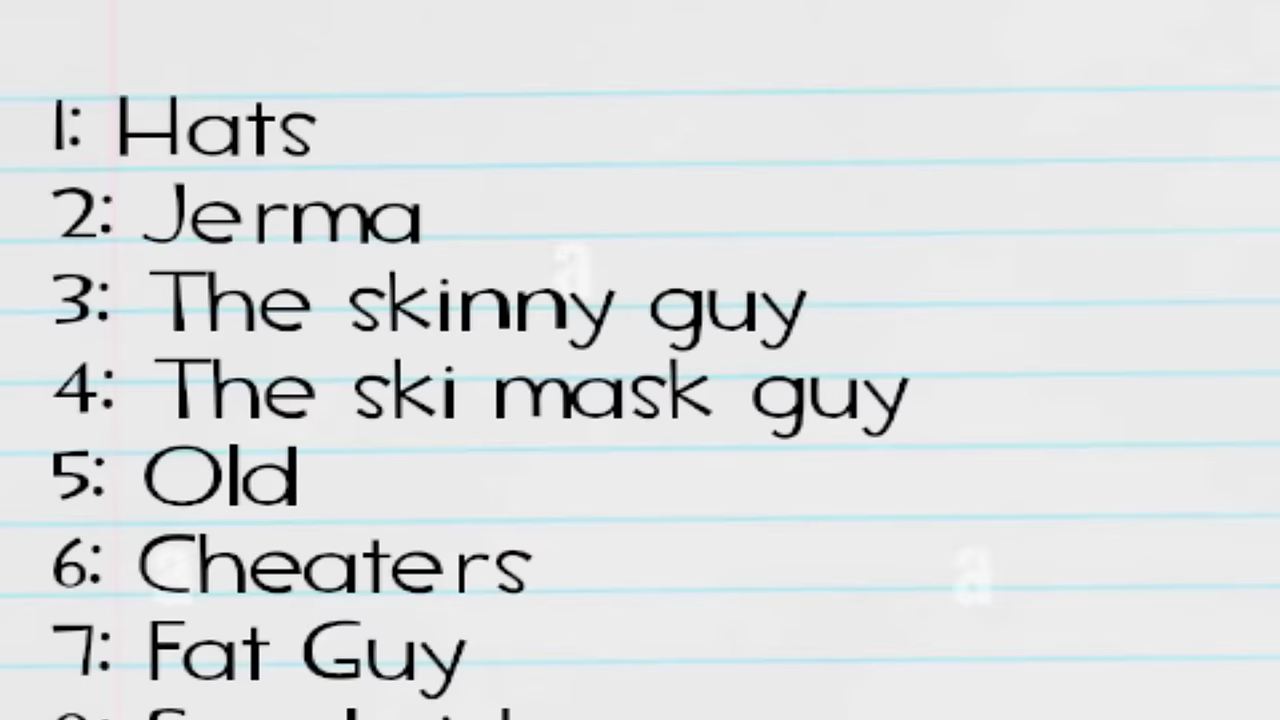 1: Hats
2: Jerma
a
3: The skinny guy
4: The ski mask guy
5: Old
6: Cheaters
a
a
7: Fat Guy